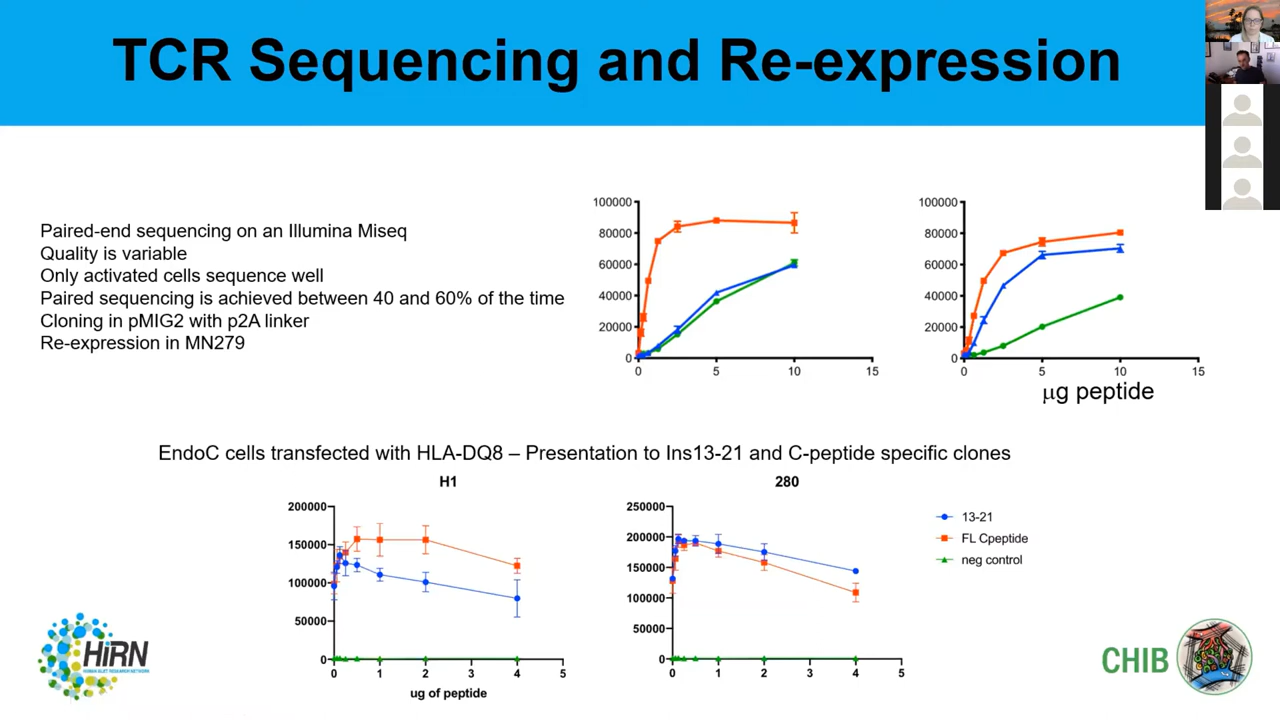 TCR Sequencing and Re-expression
Paired-end sequencing on an Illumina Miseq
Quality is variable
Only activated cells sequence well
Paired sequencing is achieved between 40 and 60% of the time
Cloning in pMIG2 with p2A linker
Re-expression in MN279
100000
80000
60000
40000
20000
0
0 5 10 15
100000
80000
60000
40000
20000
0
0 5 10 15
μg peptide
EndoC cells transfected with HLA-DQ8 – Presentation to Ins13-21 and C-peptide specific clones
H1
200000
150000
100000
50000
0
0 1 2 3 4 5
ug of peptide
280
250000
200000
150000
100000
50000
0
0 1 2 3 4 5
13-21
FL Cpeptide
neg control
HiRN
HUMAN ISLET RESEARCH NETWORK
CHIB